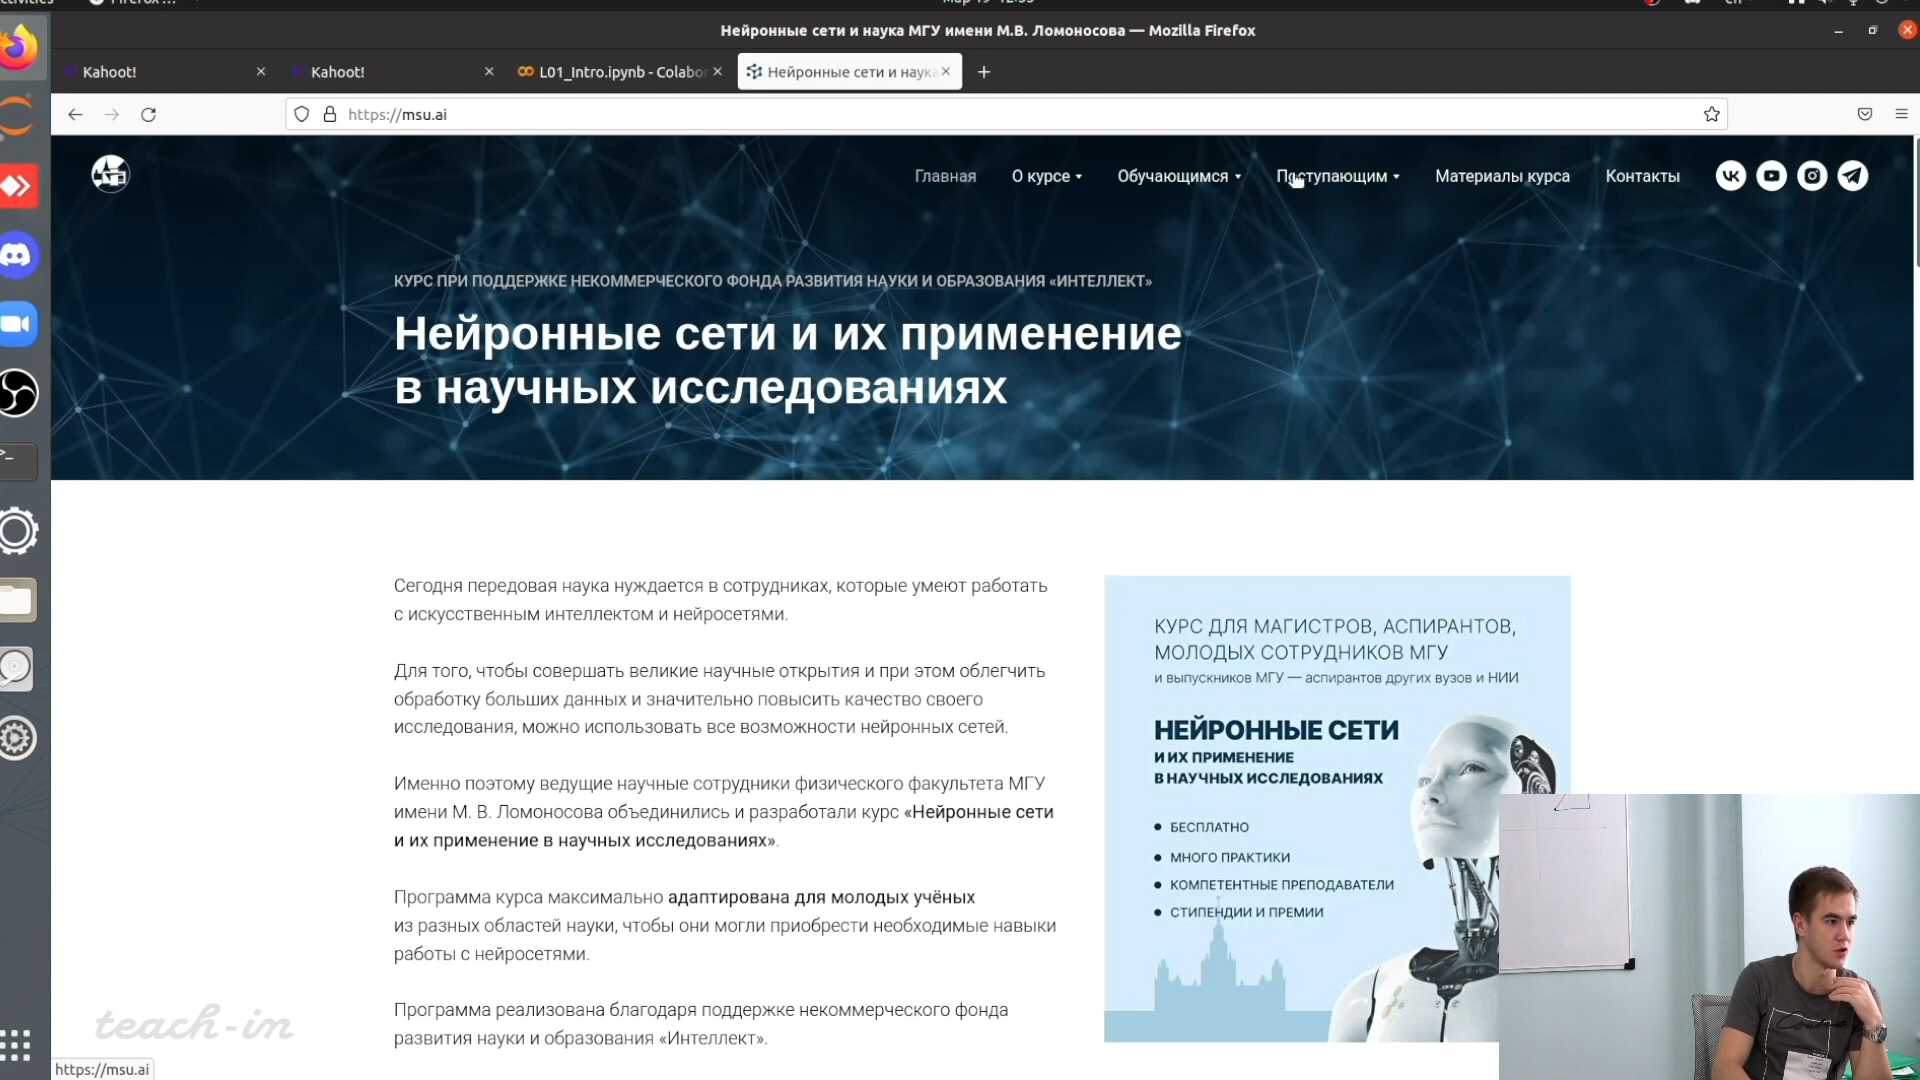 Нейронные сети и наука МГУ имени М.В. Ломоносова — Mozilla Firefox
Kahoot!
Kahoot!
L01_Intro.ipynb - Colabor
Нейронные сети и наука
https://msu.ai
Главная
О курсе
Обучающимся
Поступающим
Материалы курса
Контакты
КУРС ПРИ ПОДДЕРЖКЕ НЕКОММЕРЧЕСКОГО ФОНДА РАЗВИТИЯ НАУКИ И ОБРАЗОВАНИЯ «ИНТЕЛЛЕКТ»
Нейронные сети и их применение
в научных исследованиях
Сегодня передовая наука нуждается в сотрудниках, которые умеют работать
с искусственным интеллектом и нейросетями.
Для того, чтобы совершать великие научные открытия и при этом облегчить
обработку больших данных и значительно повысить качество своего
исследования, можно использовать все возможности нейронных сетей.
Именно поэтому ведущие научные сотрудники физического факультета МГУ
имени М. В. Ломоносова объединились и разработали курс «Нейронные сети
и их применение в научных исследованиях».
Программа курса максимально адаптирована для молодых учёных
из разных областей науки, чтобы они могли приобрести необходимые навыки
работы с нейросетями.
Программа реализована благодаря поддержке некоммерческого фонда
развития науки и образования «Интеллект».
КУРС ДЛЯ МАГИСТРОВ, АСПИРАНТОВ,
МОЛОДЫХ СОТРУДНИКОВ МГУ
и выпускников МГУ — аспирантов других вузов и НИИ
НЕЙРОННЫЕ СЕТИ
И ИХ ПРИМЕНЕНИЕ
В НАУЧНЫХ ИССЛЕДОВАНИЯХ
БЕСПЛАТНО
МНОГО ПРАКТИКИ
КОМПЕТЕНТНЫЕ ПРЕПОДАВАТЕЛИ
СТИПЕНДИИ И ПРЕМИИ
teach-in
https://msu.ai